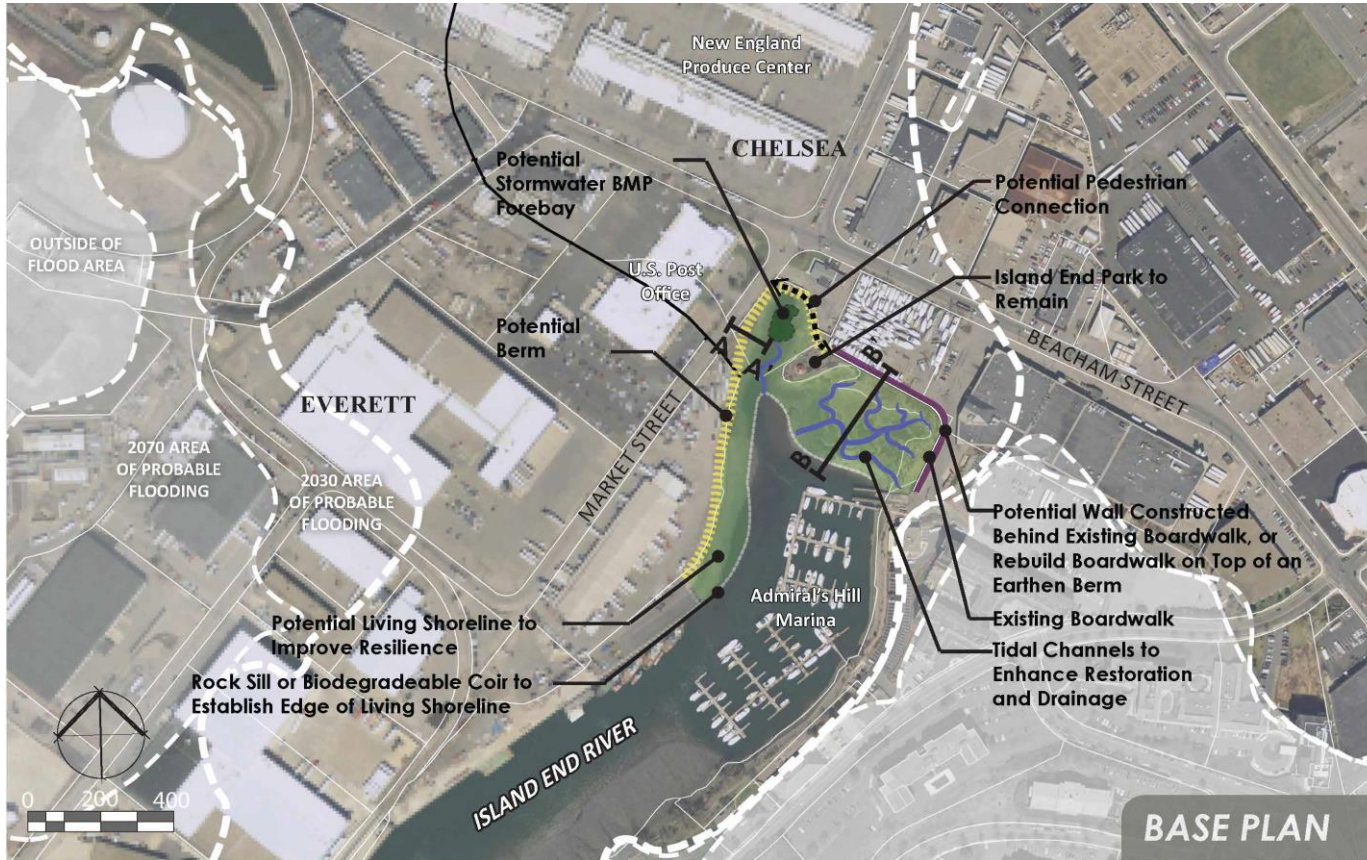 New England
Produce Center
CHELSEA
Potential
Stormwater BMP
Forebay
Potential Pedestrian
Connection
OUTSIDE OF
FLOOD AREA
U.S. Post
Office
Island End Park to
Remain
Potential
Berm
A
A'
B'
B
BEACHAM STREET
EVERETT
MARKET STREET
2070 AREA
OF PROBABLE
FLOODING
2030 AREA
OF PROBABLE
FLOODING
Potential Wall Constructed
Behind Existing Boardwalk, or
Rebuild Boardwalk on Top of an
Earthen Berm
Admiral's Hill
Marina
Existing Boardwalk
Potential Living Shoreline to
Improve Resilience
Tidal Channels to
Enhance Restoration
and Drainage
Rock Sill or Biodegradeable Coir to
Establish Edge of Living Shoreline
ISLAND END RIVER
0 200 400
BASE PLAN